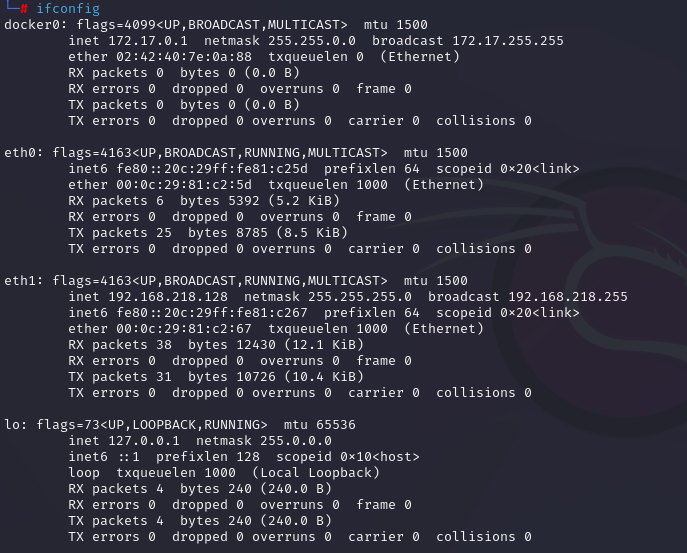 └─# ifconfig
docker0: flags=4099<UP,BROADCAST,MULTICAST>  mtu 1500
        inet 172.17.0.1  netmask 255.255.0.0  broadcast 172.17.255.255
        ether 02:42:40:7e:0a:88  txqueuelen 0  (Ethernet)
        RX packets 0  bytes 0 (0.0 B)
        RX errors 0  dropped 0  overruns 0  frame 0
        TX packets 0  bytes 0 (0.0 B)
        TX errors 0  dropped 0 overruns 0  carrier 0  collisions 0

eth0: flags=4163<UP,BROADCAST,RUNNING,MULTICAST>  mtu 1500
        inet6 fe80::20c:29ff:fe81:c25d  prefixlen 64  scopeid 0×20<link>
        ether 00:0c:29:81:c2:5d  txqueuelen 1000  (Ethernet)
        RX packets 6  bytes 5392 (5.2 KiB)
        RX errors 0  dropped 0  overruns 0  frame 0
        TX packets 25  bytes 8785 (8.5 KiB)
        TX errors 0  dropped 0 overruns 0  carrier 0  collisions 0

eth1: flags=4163<UP,BROADCAST,RUNNING,MULTICAST>  mtu 1500
        inet 192.168.218.128  netmask 255.255.255.0  broadcast 192.168.218.255
        inet6 fe80::20c:29ff:fe81:c267  prefixlen 64  scopeid 0×20<link>
        ether 00:0c:29:81:c2:67  txqueuelen 1000  (Ethernet)
        RX packets 38  bytes 12430 (12.1 KiB)
        RX errors 0  dropped 0  overruns 0  frame 0
        TX packets 31  bytes 10726 (10.4 KiB)
        TX errors 0  dropped 0 overruns 0  carrier 0  collisions 0

lo: flags=73<UP,LOOPBACK,RUNNING>  mtu 65536
        inet 127.0.0.1  netmask 255.0.0.0
        inet6 ::1  prefixlen 128  scopeid 0×10<host>
        loop  txqueuelen 1000  (Local Loopback)
        RX packets 4  bytes 240 (240.0 B)
        RX errors 0  dropped 0  overruns 0  frame 0
        TX packets 4  bytes 240 (240.0 B)
        TX errors 0  dropped 0 overruns 0  carrier 0  collisions 0